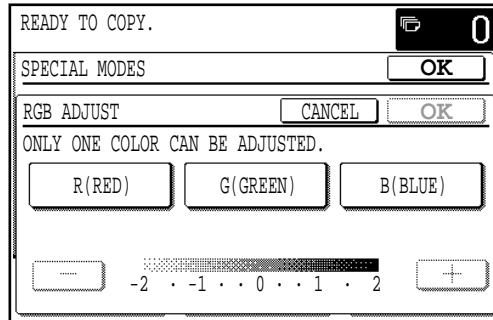 READY TO COPY. 0
SPECIAL MODES OK
RGB ADJUST CANCEL OK
ONLY ONE COLOR CAN BE ADJUSTED.
R(RED) G(GREEN) B(BLUE)
− -2 · -1 · · 0 · · 1 · 2 +